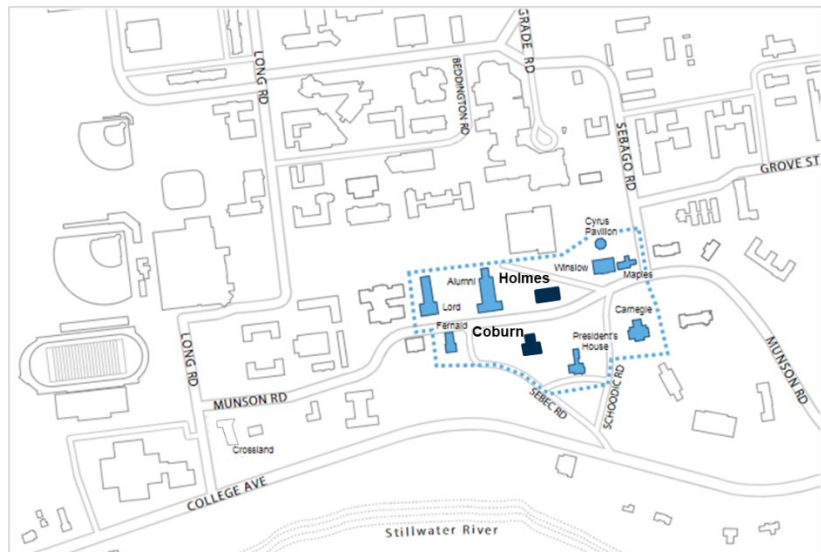 GRADE RD
LONG RD
BEDDINGTON RD
SEBAGO RD
GROVE ST
Cyrus
Pavilion
Winslow
Maples
Alumni
Holmes
Lord
Carnegie
Fernald
Coburn
President's
House
LONG RD
MUNSON RD
MUNSON RD
SEBEC RD
SCHOODIC RD
Crossland
COLLEGE AVE
Stillwater River